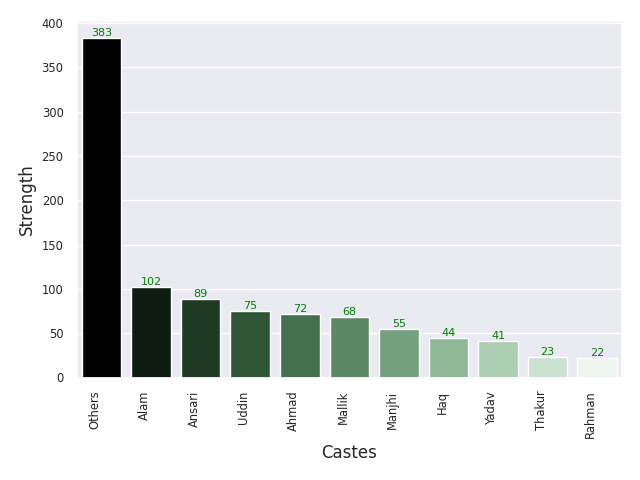 400
350
300
250
200
150
100
50
0
383
102
89
75
72
68
55
44
41
23
22
Strength
Others
Alam
Ansari
Uddin
Ahmad
Mallik
Manjhi
Haq
Yadav
Thakur
Rahman
Castes